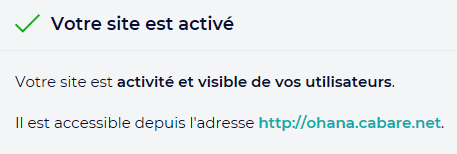 Votre site est activé
Votre site est activité et visible de vos utilisateurs.
Il est accessible depuis l'adresse http://ohana.cabare.net.